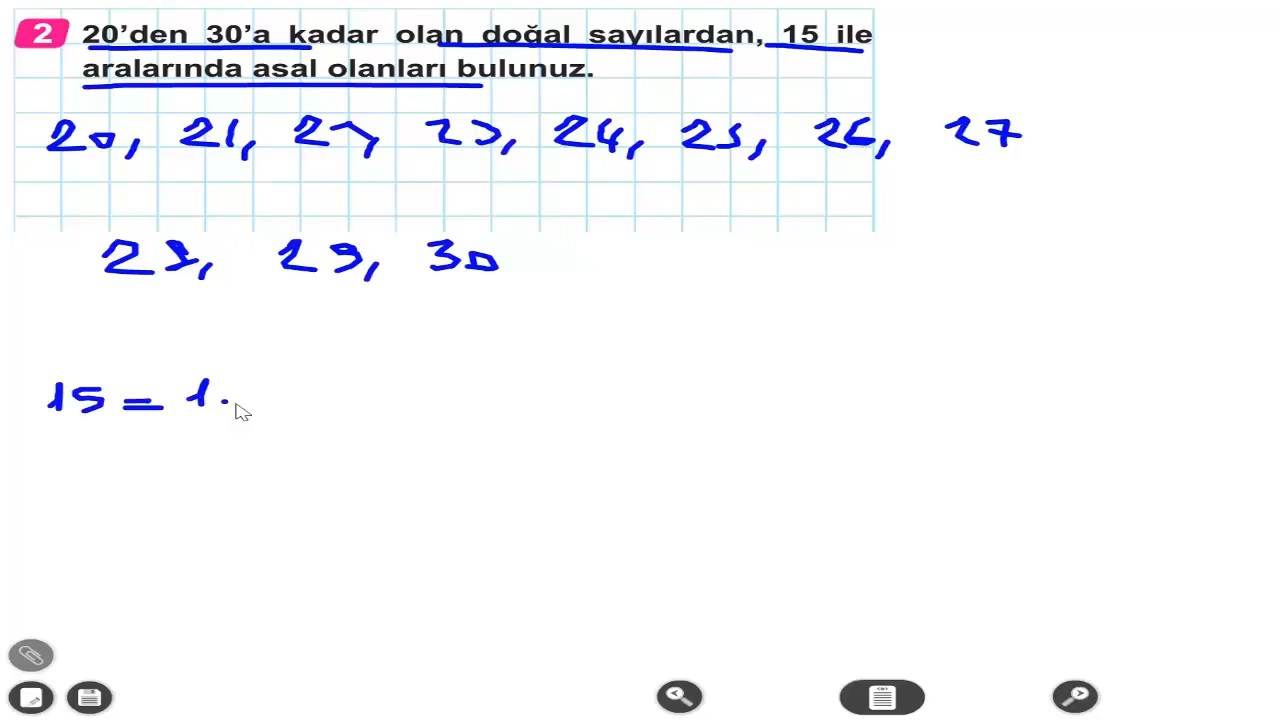 2 20'den 30'a kadar olan doğal sayılardan, 15 ile
aralarında asal olanları bulunuz.
20, 21, 22, 23, 24, 25, 26, 27
28, 29, 30
15 = 1.